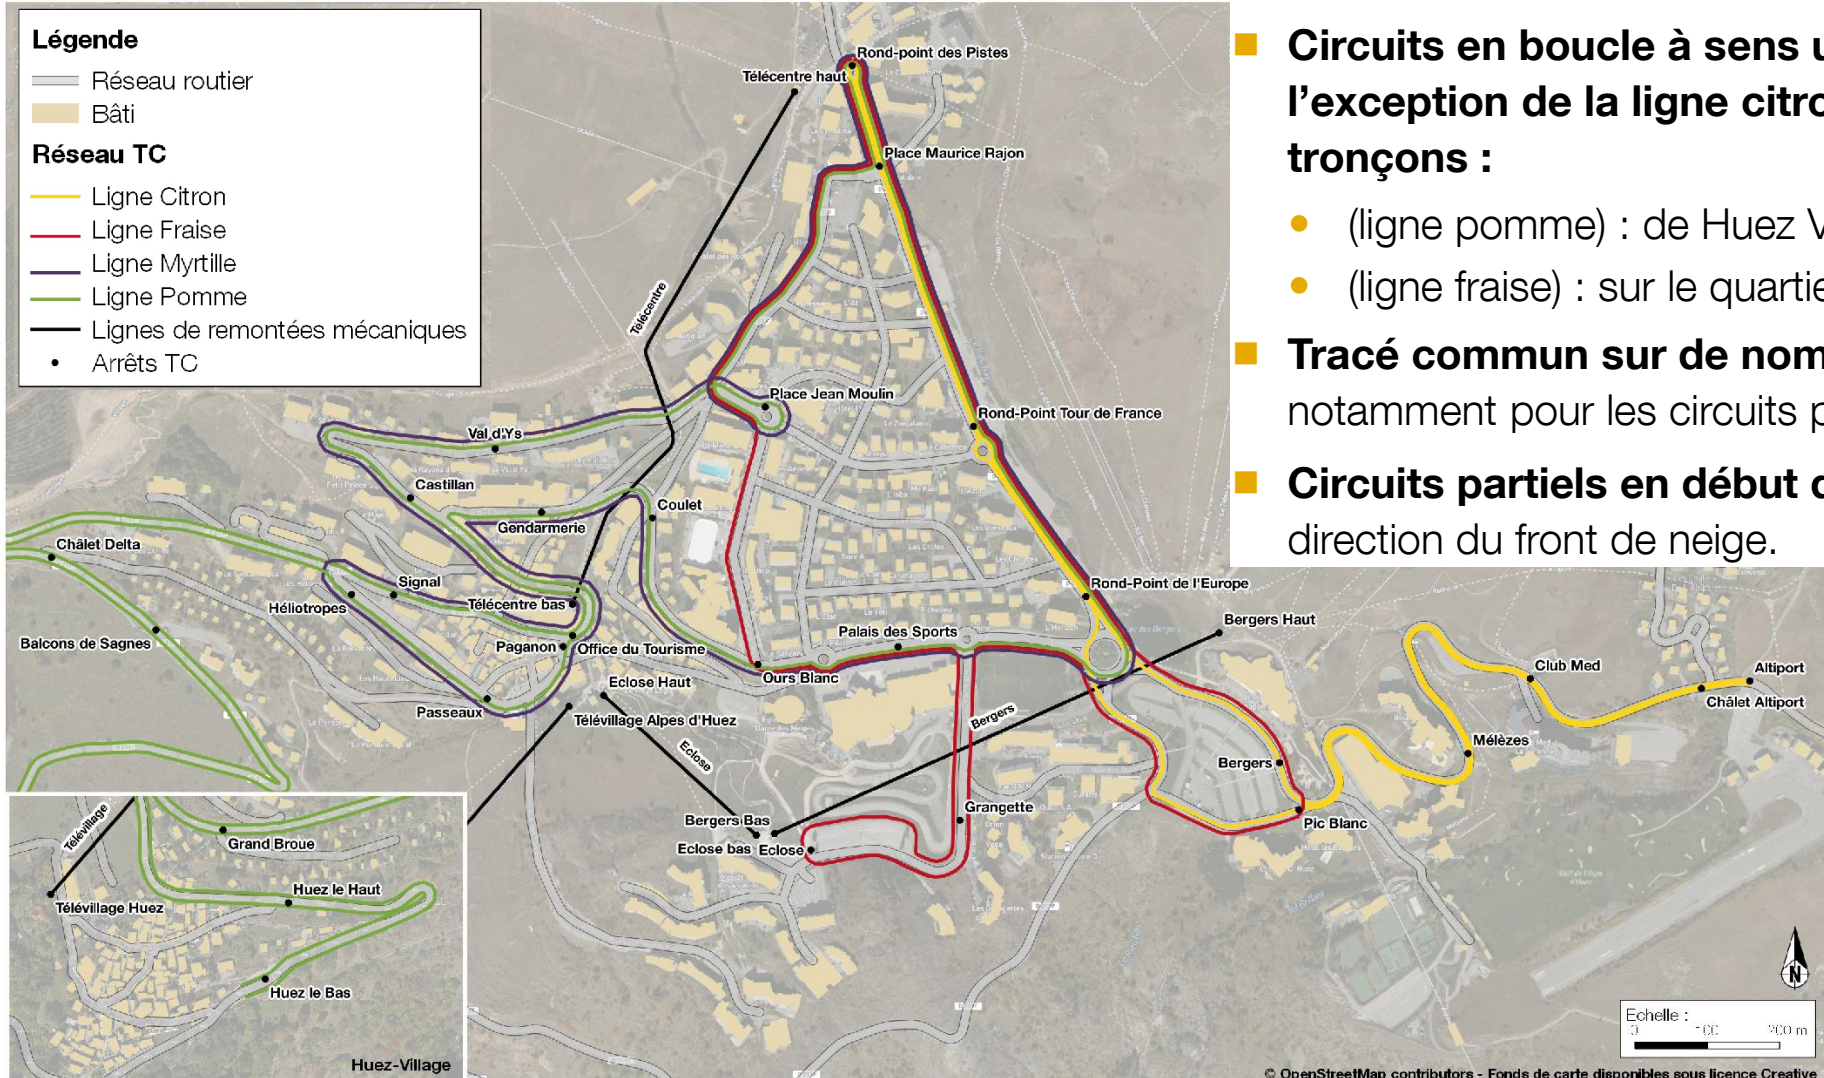 Légende
Réseau routier
Bâti
Réseau TC
Ligne Citron
Ligne Fraise
Ligne Myrtille
Ligne Pomme
Lignes de remontées mécaniques
Arrêts TC
Circuits en boucle à sens u
l'exception de la ligne citro
tronçons :
(ligne pomme) : de Huez V
(ligne fraise) : sur le quartie
Tracé commun sur de nom
notamment pour les circuits p
Circuits partiels en début d
direction du front de neige.
Rond-point des Pistes
Télécentre haut
Place Maurice Rajon
Télécentre
Place Jean Moulin
Rond-Point Tour de France
Val d'Ys
Castillan
Coulet
Gendarmerie
Châlet Delta
Signal
Héliotropes
Télécentre bas
Rond-Point de l'Europe
Bergers Haut
Balcons de Sagnes
Paganon
Office du Tourisme
Palais des Sports
Ours Blanc
Eclose Haut
Passeaux
Télévillage Alpes d'Huez
Club Med
Altiport
Châlet Altiport
Bergers
Eclose
Mélèzes
Bergers
Grangette
Pic Blanc
Bergers Bas
Eclose bas
Eclose
Télévillage
Grand Broue
Huez le Haut
Télévillage Huez
Huez le Bas
Huez-Village
N
Echelle :
0 100 200 m
© OpenStreetMap contributors - Fonds de carte disponibles sous licence Creative